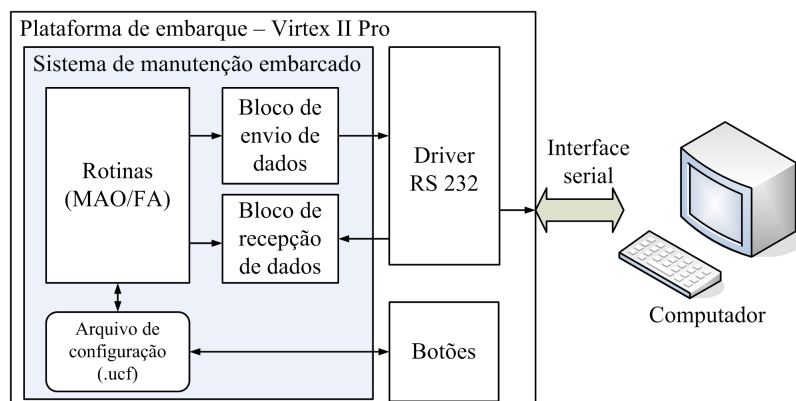 Plataforma de embarque – Virtex II Pro
Sistema de manutenção embarcado
Rotinas
(MAO/FA)
Bloco de
envio de
dados
Bloco de
recepção
de dados
Arquivo de
configuração
(.ucf)
Driver
RS 232
Botões
Interface
serial
Computador